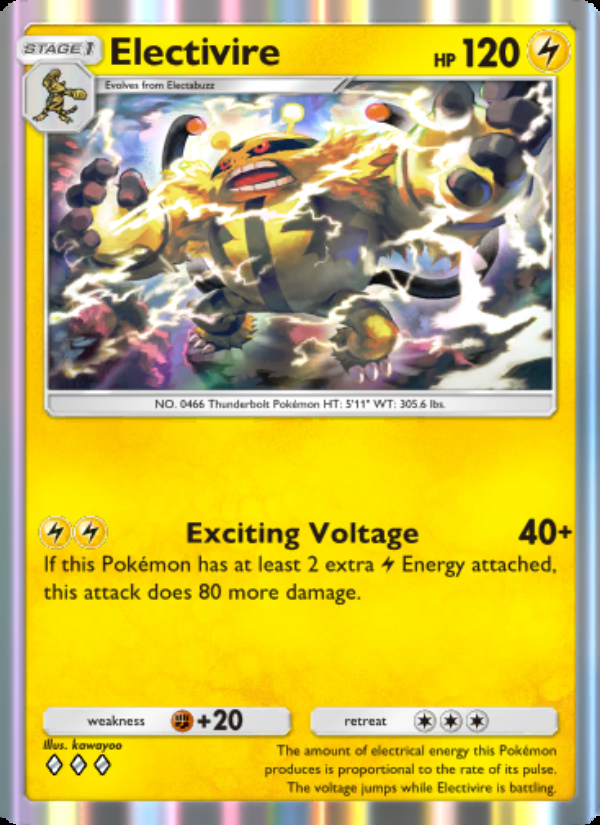 STAGE 1 Electivire HP 120
Evolves from Electabuzz
NO. 0466 Thunderbolt Pokémon HT: 5'11" WT: 305.6 lbs.
Exciting Voltage 40+
If this Pokémon has at least 2 extra Energy attached,
this attack does 80 more damage.
weakness +20 retreat
Illus. kawayoo
The amount of electrical energy this Pokémon
produces is proportional to the rate of its pulse.
The voltage jumps while Electivire is battling.